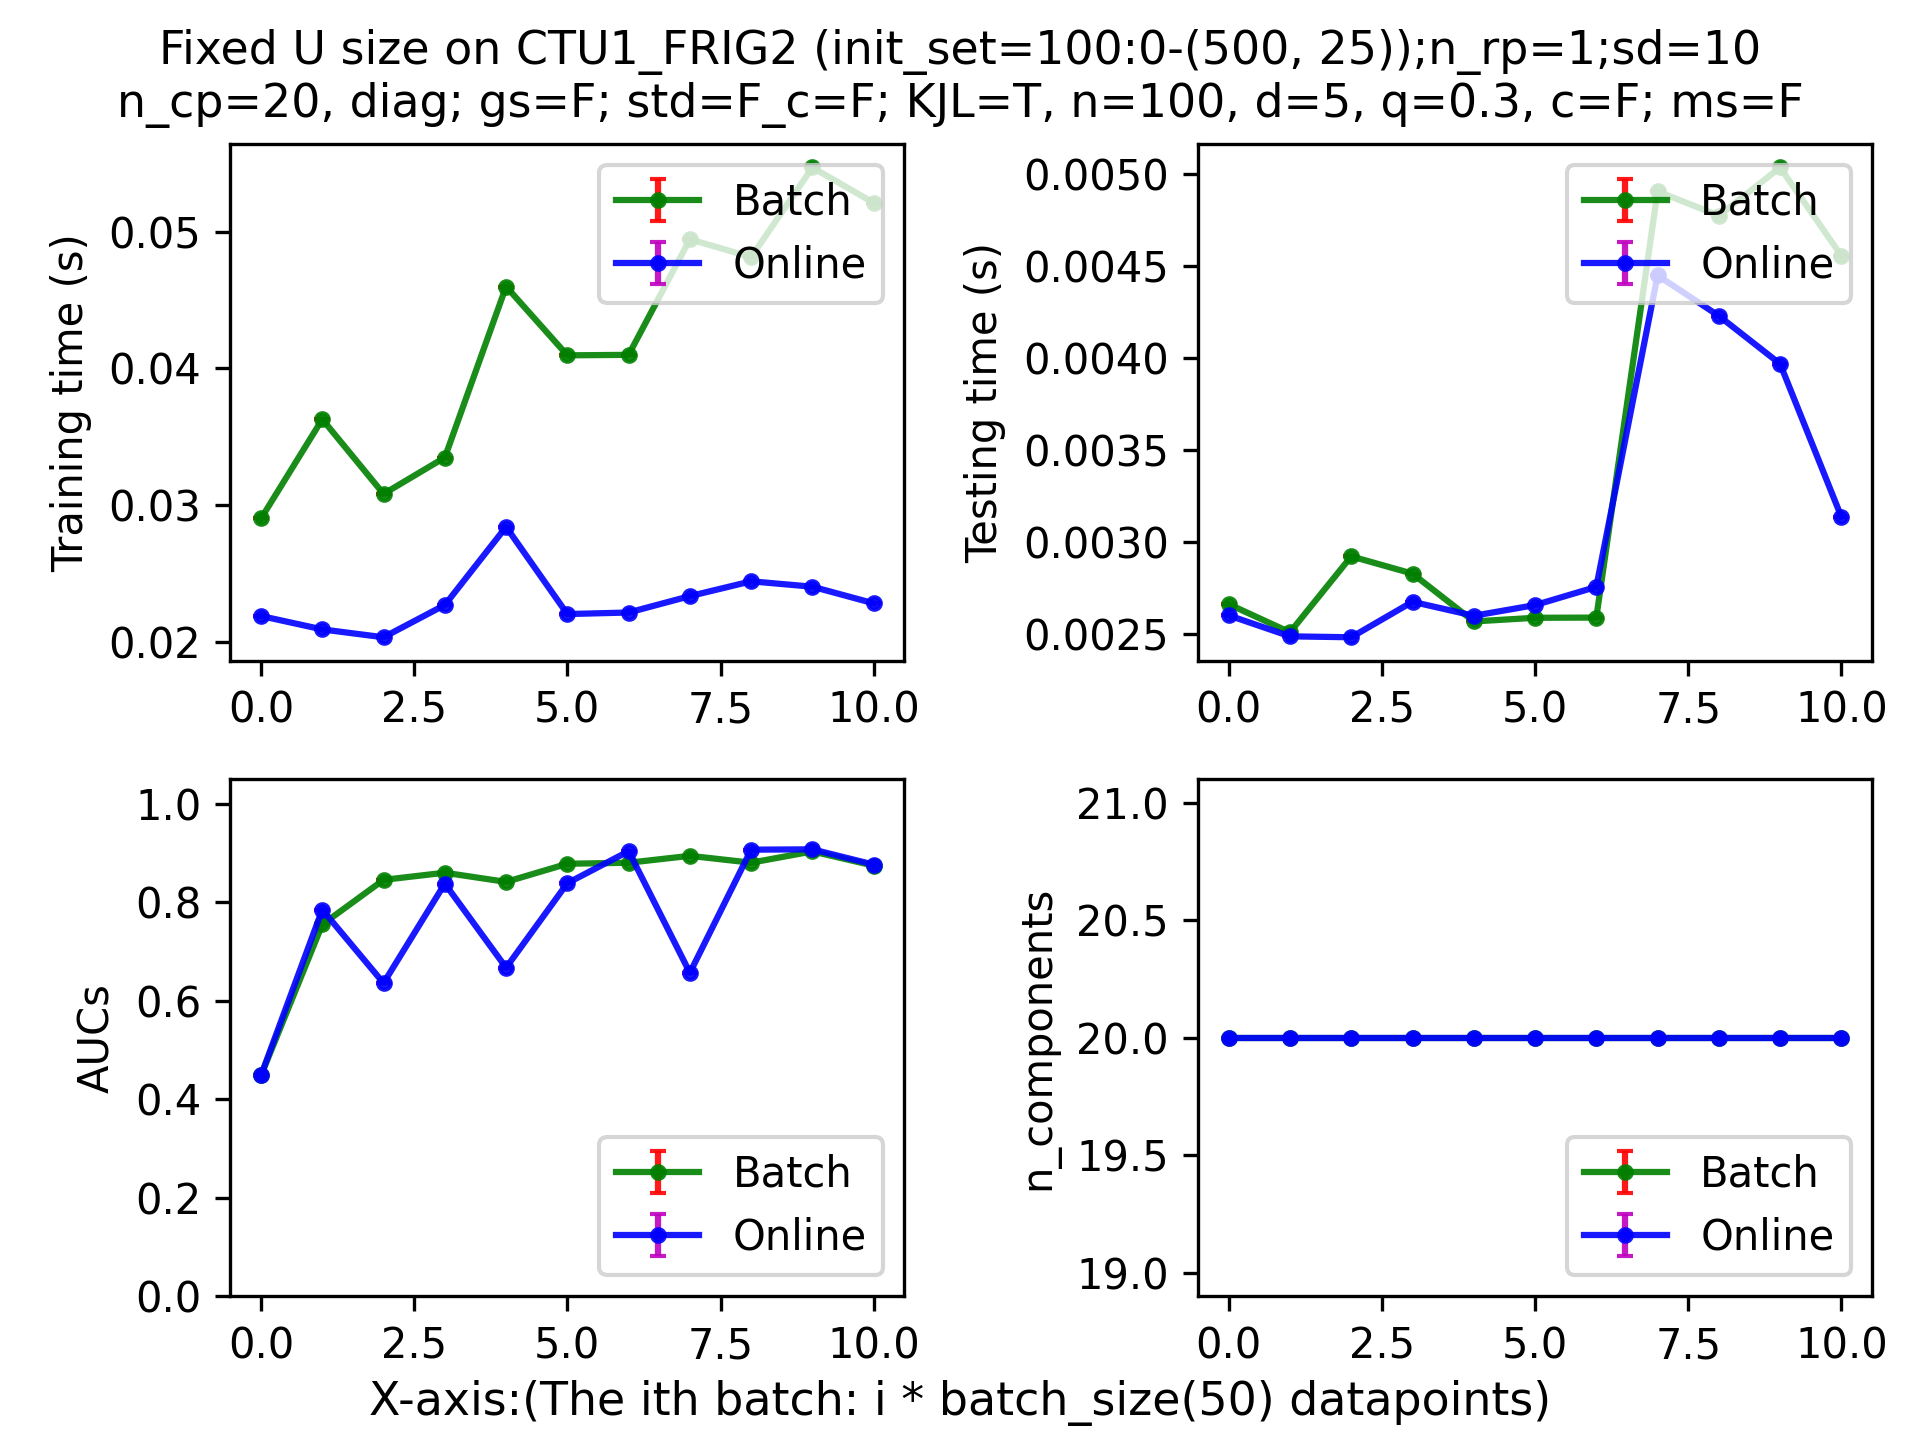 Fixed U size on CTU1_FRIG2 (init_set=100:0-(500, 25));n_rp=1;sd=10
n_cp=20, diag; gs=F; std=F_c=F; KJL=T, n=100, d=5, q=0.3, c=F; ms=F
Training time (s)
0.05
0.04
0.03
0.02
0.0 2.5 5.0 7.5 10.0
Batch
Online
Testing time (s)
0.0050
0.0045
0.0040
0.0035
0.0030
0.0025
0.0 2.5 5.0 7.5 10.0
Batch
Online
AUCs
1.0
0.8
0.6
0.4
0.2
0.0
0.0 2.5 5.0 7.5 10.0
Batch
Online
n_components
21.0
20.5
20.0
19.5
19.0
0.0 2.5 5.0 7.5 10.0
Batch
Online
X-axis:(The ith batch: i * batch_size(50) datapoints)